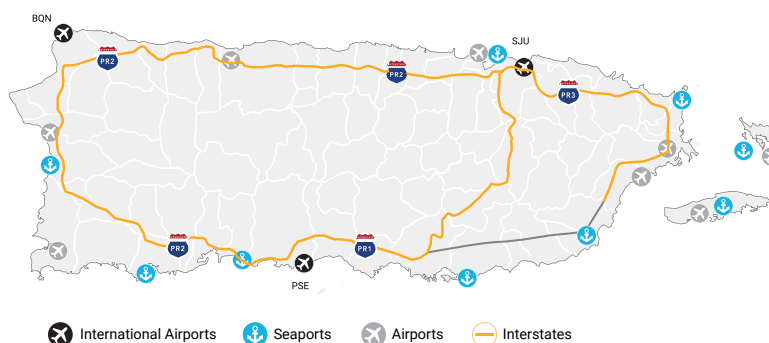 BQN
SJU
PR2
PR2
PR3
PR2
PR1
PSE
International Airports
Seaports
Airports
Interstates